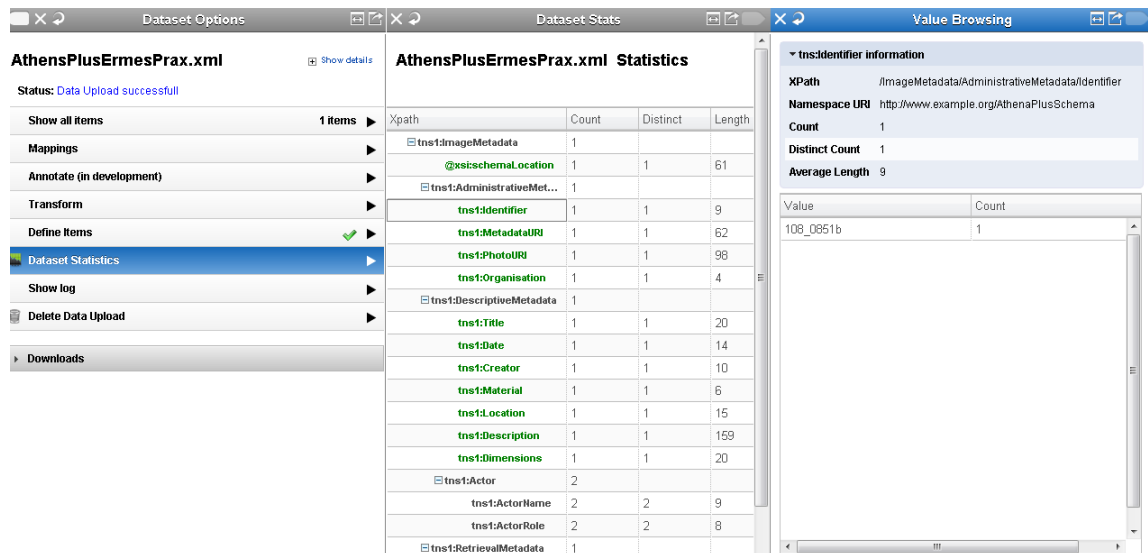 Dataset Options
AthensPlusErmesPrax.xml
Show details
Status: Data Upload successfull
Show all items 1 items
Mappings
Annotate (in development)
Transform
Define Items
Dataset Statistics
Show log
Delete Data Upload
Downloads
Dataset Stats
AthensPlusErmesPrax.xml Statistics
Xpath Count Distinct Length
tns1:ImageMetadata 1
@xsi:schemaLocation 1 1 61
tns1:AdministrativeMet... 1
tns1:Identifier 1 1 9
tns1:MetadataURI 1 1 62
tns1:PhotoURI 1 1 98
tns1:Organisation 1 1 4
tns1:DescriptiveMetadata 1
tns1:Title 1 1 20
tns1:Date 1 1 14
tns1:Creator 1 1 10
tns1:Material 1 1 6
tns1:Location 1 1 15
tns1:Description 1 1 159
tns1:Dimensions 1 1 20
tns1:Actor 2
tns1:ActorName 2 2 9
tns1:ActorRole 2 2 8
tns1:RetrievalMetadata 1
Value Browsing
tns:Identifier information
XPath /ImageMetadata/AdministrativeMetadata/Identifier
Namespace URI http://www.example.org/AthenaPlusSchema
Count 1
Distinct Count 1
Average Length 9
Value Count
108_0851b 1